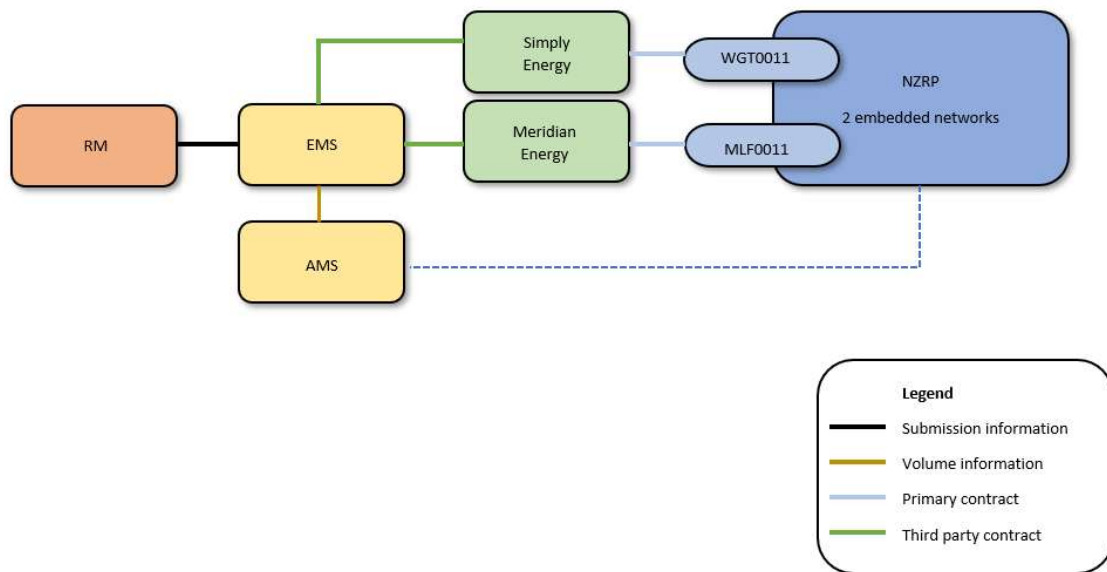 Simply
Energy
WGT0011
NZRP
2 embedded networks
RM
EMS
Meridian
Energy
MLF0011
AMS
Legend
Submission information
Volume information
Primary contract
Third party contract